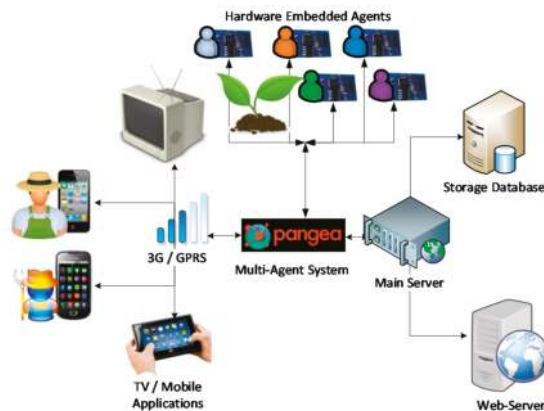 Hardware Embedded Agents
Storage Database
3G / GPRS
pangea
Multi-Agent System
Main Server
TV / Mobile
Applications
Web-Server